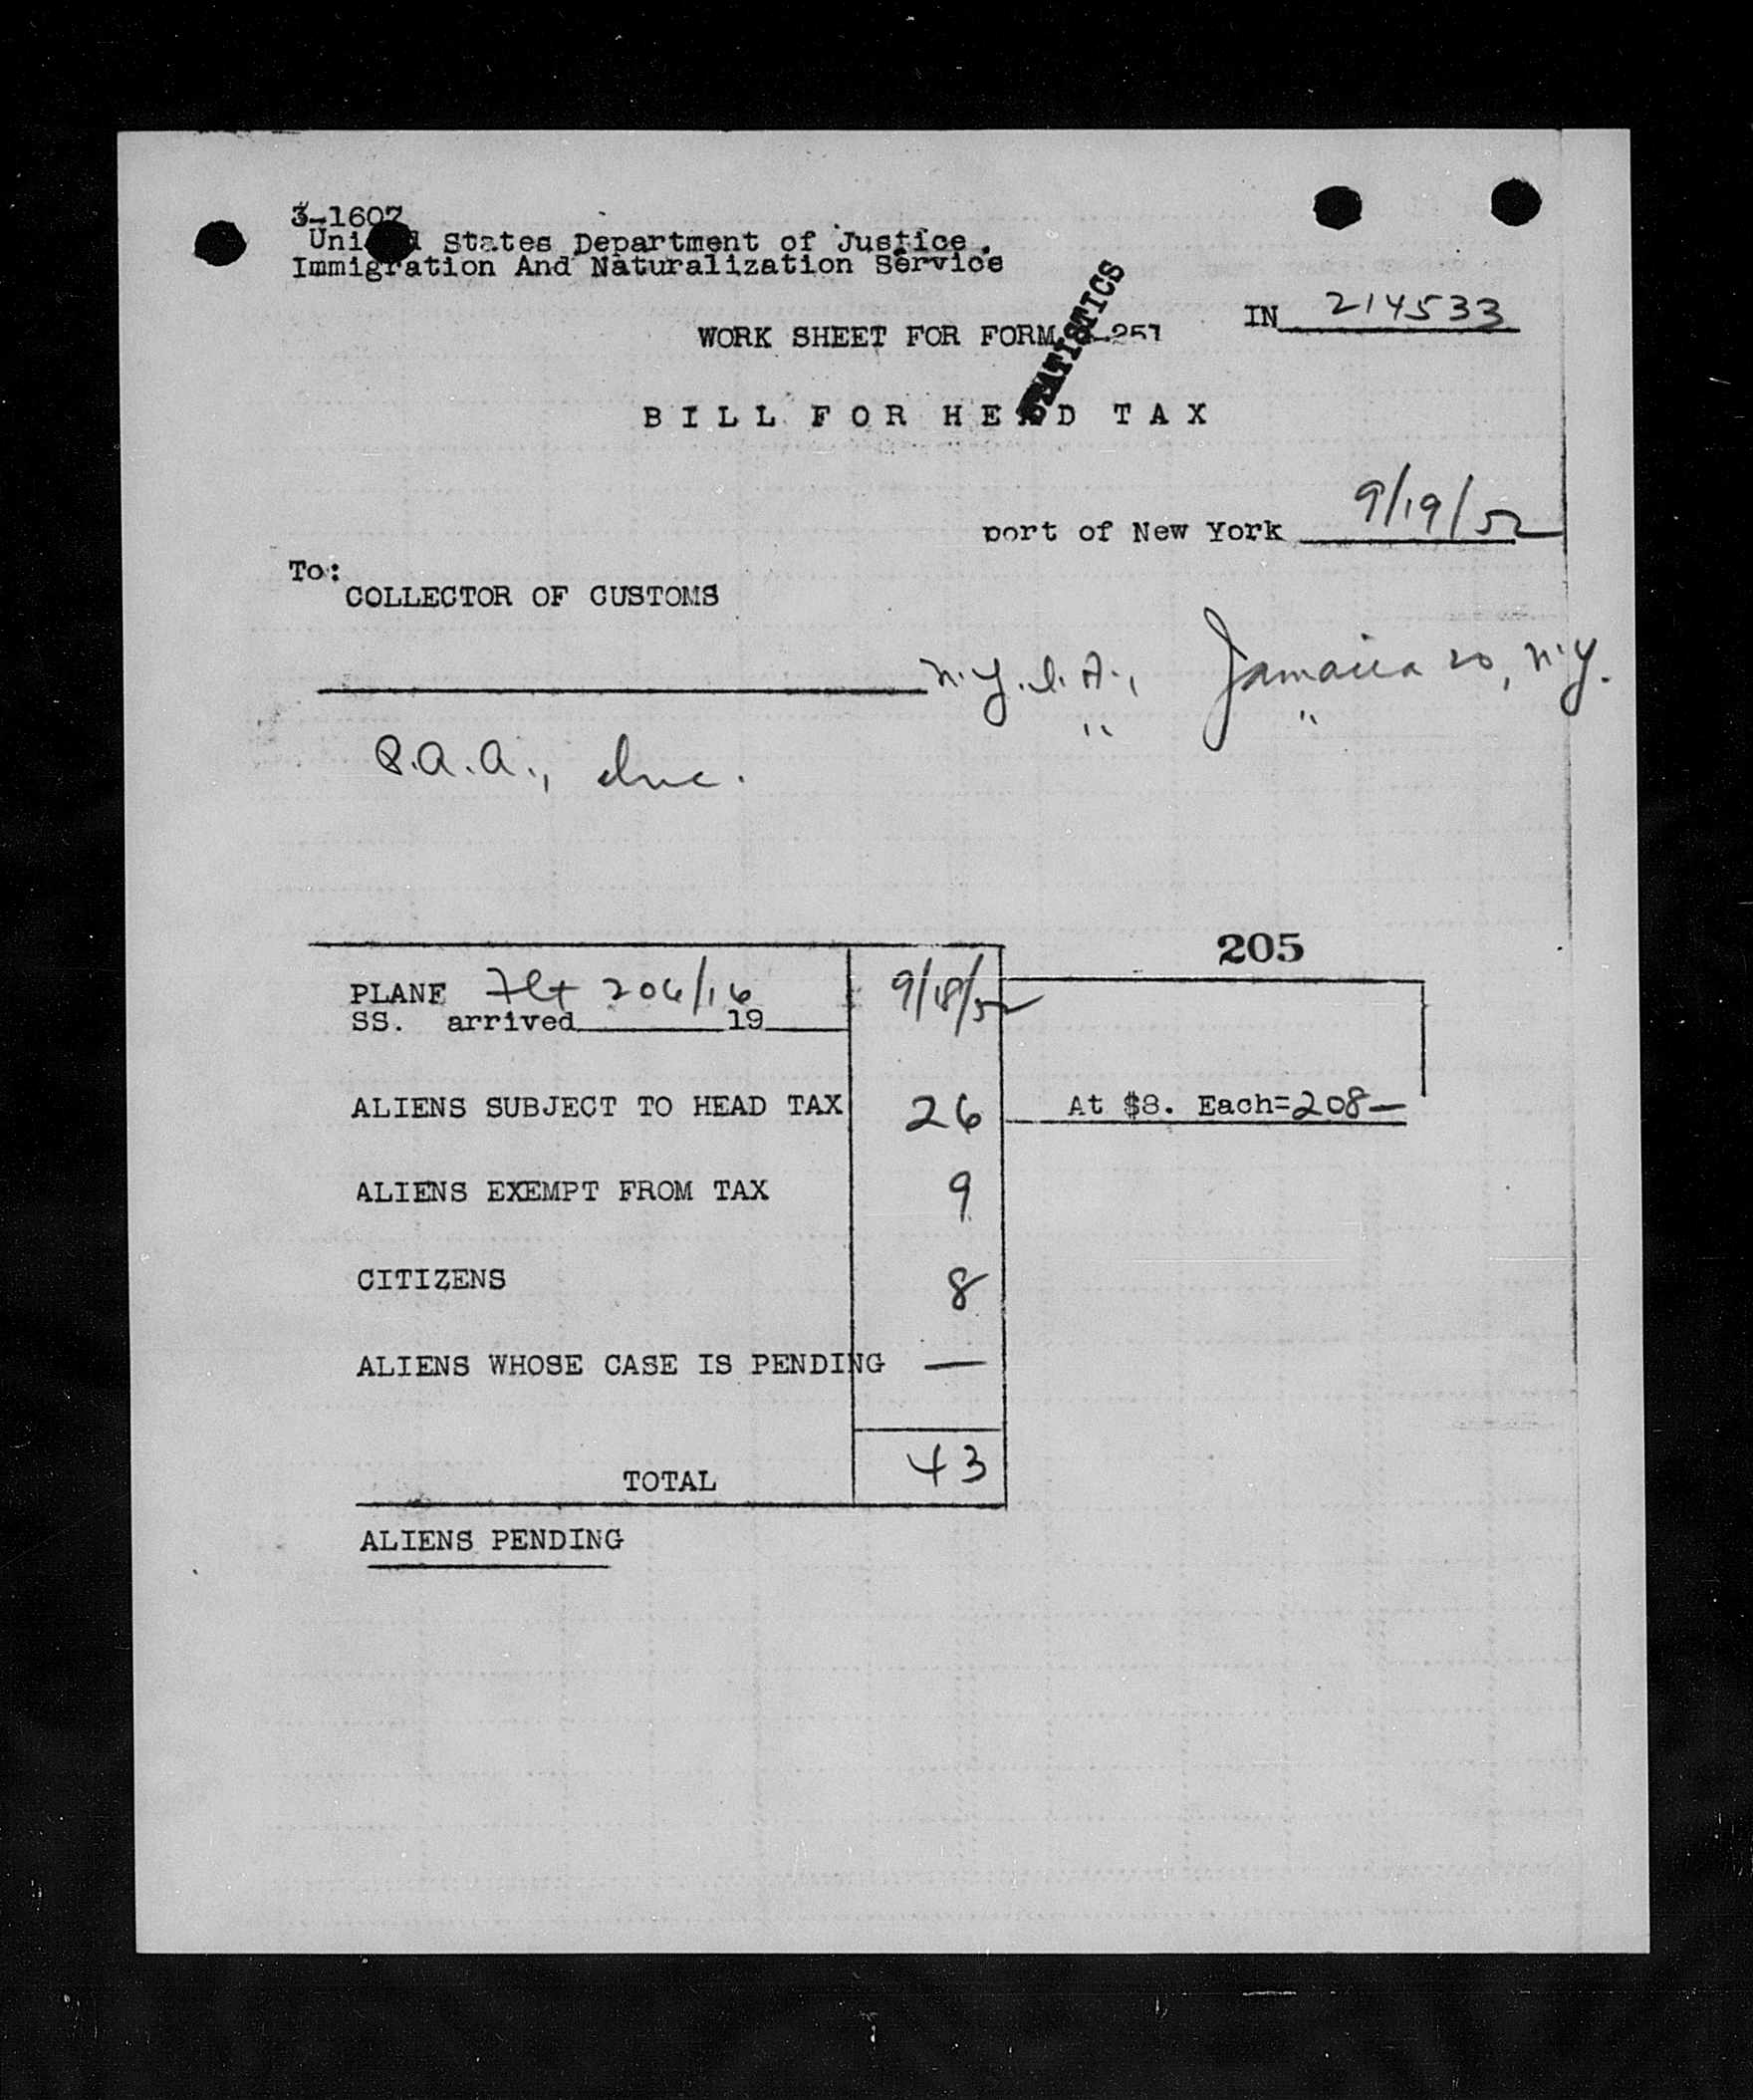 3-1607
United States Department of Justice.
Immigration And Naturalization Service
STATISTICS
IN 214533
WORK SHEET FOR FORM -251
BILL FOR HEAD TAX
port of New York 9/19/52
To:
COLLECTOR OF CUSTOMS
N.Y.I.A., Jamaica 20, N.Y.
" "
P.A.A., Inc.
205
PLANE Flt 206/16 9/18/52
SS. arrived 19
ALIENS SUBJECT TO HEAD TAX 26 At $8. Each=208—
ALIENS EXEMPT FROM TAX 9
CITIZENS 8
ALIENS WHOSE CASE IS PENDING —
TOTAL 43
ALIENS PENDING